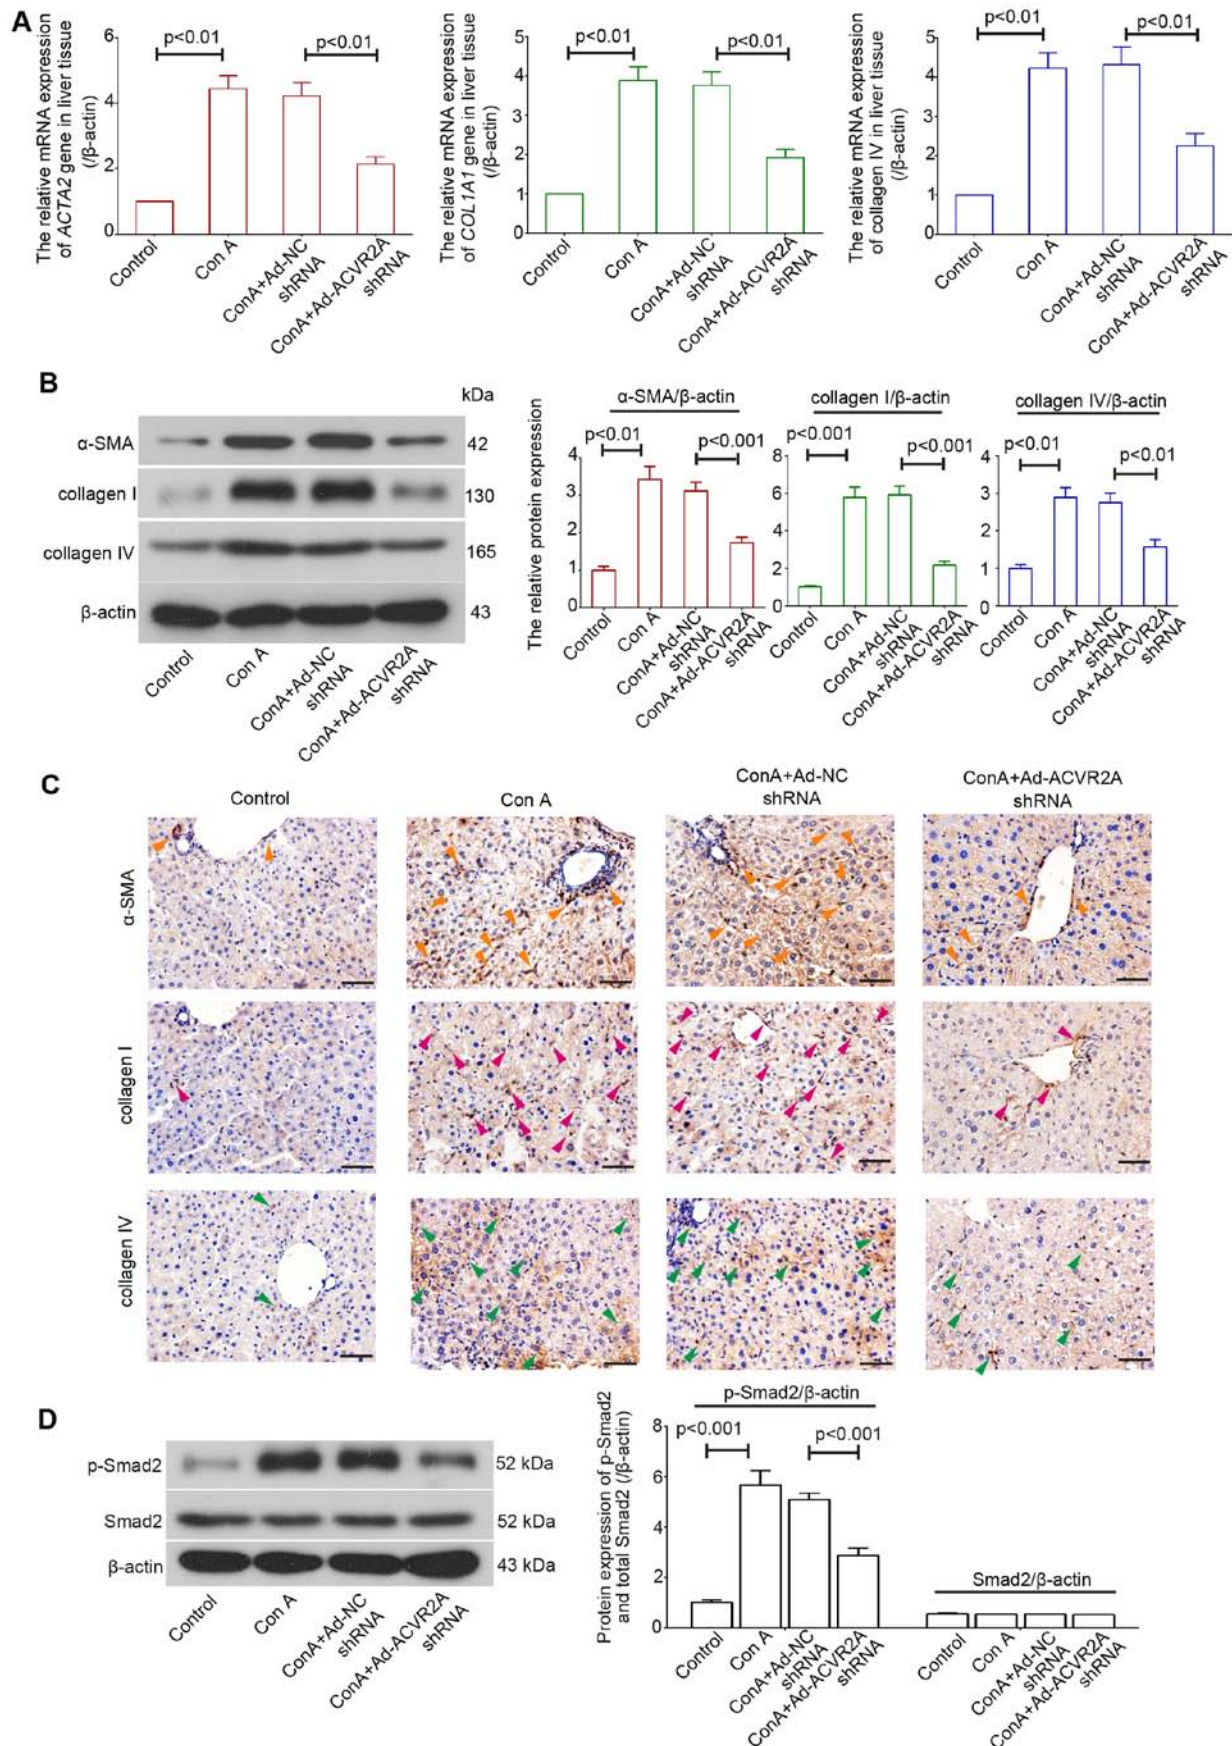 A
The relative mRNA expression
of ACTA2 gene in liver tissue
(/β-actin)
6
4
2
0
p<0.01
p<0.01
Control
Con A
ConA+Ad-NC
shRNA
ConA+Ad-ACVR2A
shRNA
The relative mRNA expression
of COL1A1 gene in liver tissue
(/β-actin)
5
4
3
2
1
0
p<0.01
p<0.01
Control
Con A
ConA+Ad-NC
shRNA
ConA+Ad-ACVR2A
shRNA
The relative mRNA expression
of collagen IV in liver tissue
(/β-actin)
5
4
3
2
1
0
p<0.01
p<0.01
Control
Con A
ConA+Ad-NC
shRNA
ConA+Ad-ACVR2A
shRNA
B
kDa
α-SMA
42
collagen I
130
collagen IV
165
β-actin
43
Control
Con A
ConA+Ad-NC
shRNA
ConA+Ad-ACVR2A
shRNA
The relative protein expression
α-SMA/β-actin
p<0.01
p<0.001
4
3
2
1
0
Control
Con A
ConA+Ad-NC
shRNA
ConA+Ad-ACVR2A
shRNA
collagen I/β-actin
p<0.001
p<0.001
8
6
4
2
0
Control
Con A
ConA+Ad-NC
shRNA
ConA+Ad-ACVR2A
shRNA
collagen IV/β-actin
p<0.01
p<0.01
4
3
2
1
0
Control
Con A
ConA+Ad-NC
shRNA
ConA+Ad-ACVR2A
shRNA
C
Control
Con A
ConA+Ad-NC
shRNA
ConA+Ad-ACVR2A
shRNA
α-SMA
collagen I
collagen IV
D
p-Smad2
52 kDa
Smad2
52 kDa
β-actin
43 kDa
Control
Con A
ConA+Ad-NC
shRNA
ConA+Ad-ACVR2A
shRNA
Protein expression of p-Smad2
and total Smad2 (/β-actin)
p-Smad2/β-actin
8
6
4
2
0
p<0.001
p<0.001
Smad2/β-actin
Control
Con A
ConA+Ad-NC
shRNA
ConA+Ad-ACVR2A
shRNA
Control
Con A
ConA+Ad-NC
shRNA
ConA+Ad-ACVR2A
shRNA